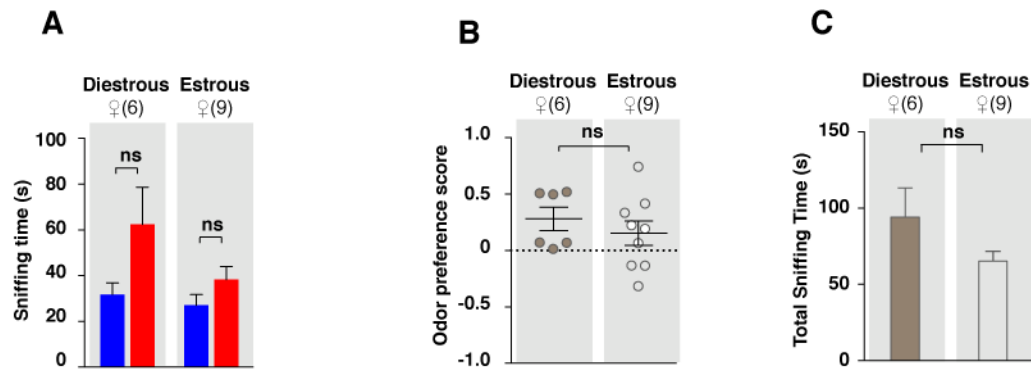 A
Diestrous Estrous
♀(6) ♀(9)
ns
ns
Sniffing time (s)
100
80
60
40
20
0
B
Diestrous Estrous
♀(6) ♀(9)
ns
Odor preference score
1.0
0.5
0
-0.5
-1.0
C
Diestrous Estrous
♀(6) ♀(9)
ns
Total Sniffing Time (s)
150
100
50
0